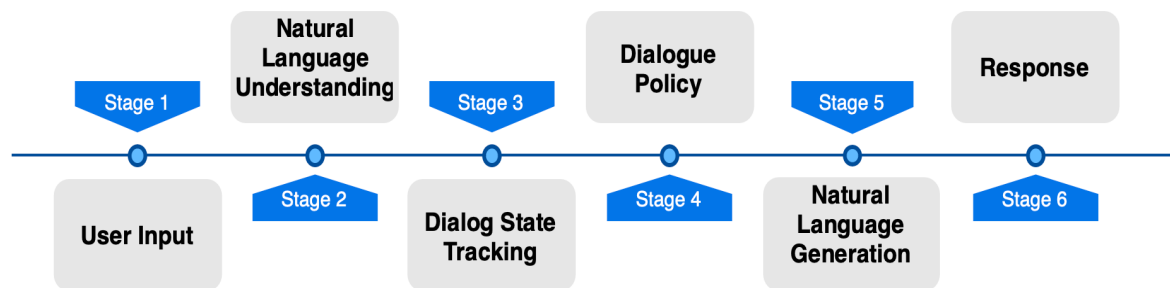 Stage 1
User Input
Natural
Language
Understanding
Stage 2
Stage 3
Dialog State
Tracking
Dialogue
Policy
Stage 4
Stage 5
Natural
Language
Generation
Response
Stage 6